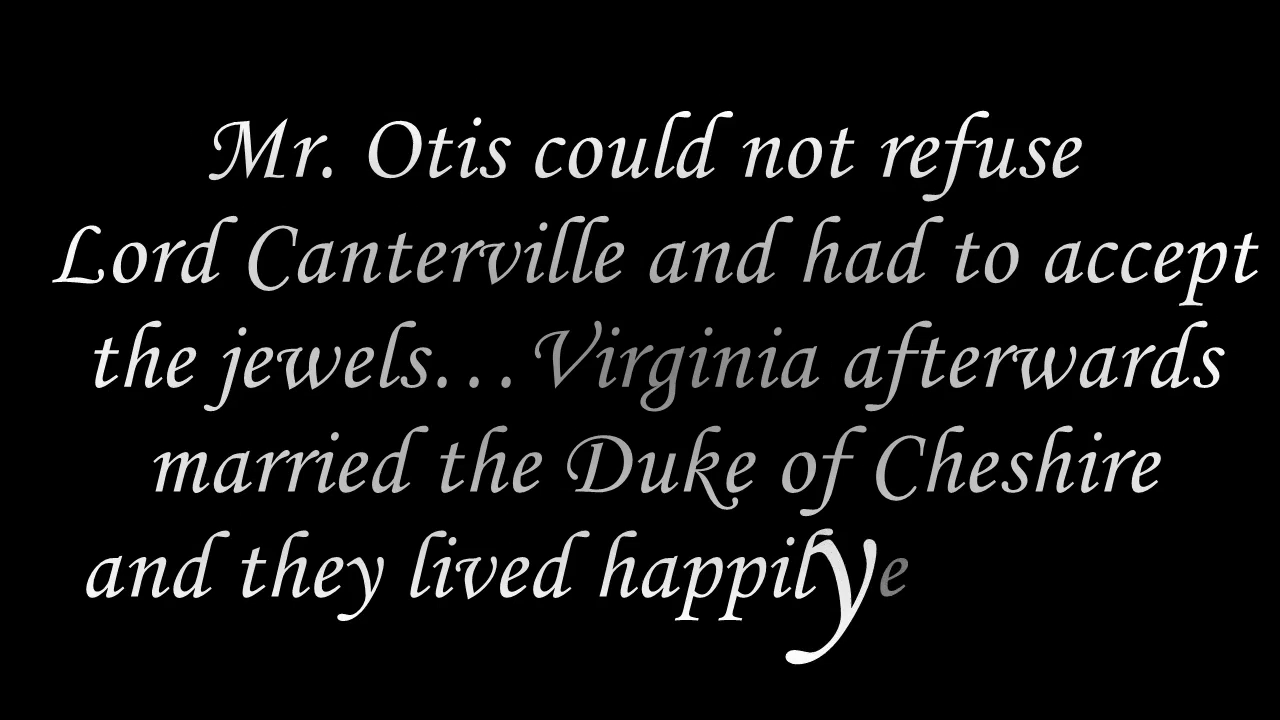 Mr. Otis could not refuse
Lord Canterville and had to accept
the jewels... Virginia afterwards
married the Duke of Cheshire
and they lived happily e